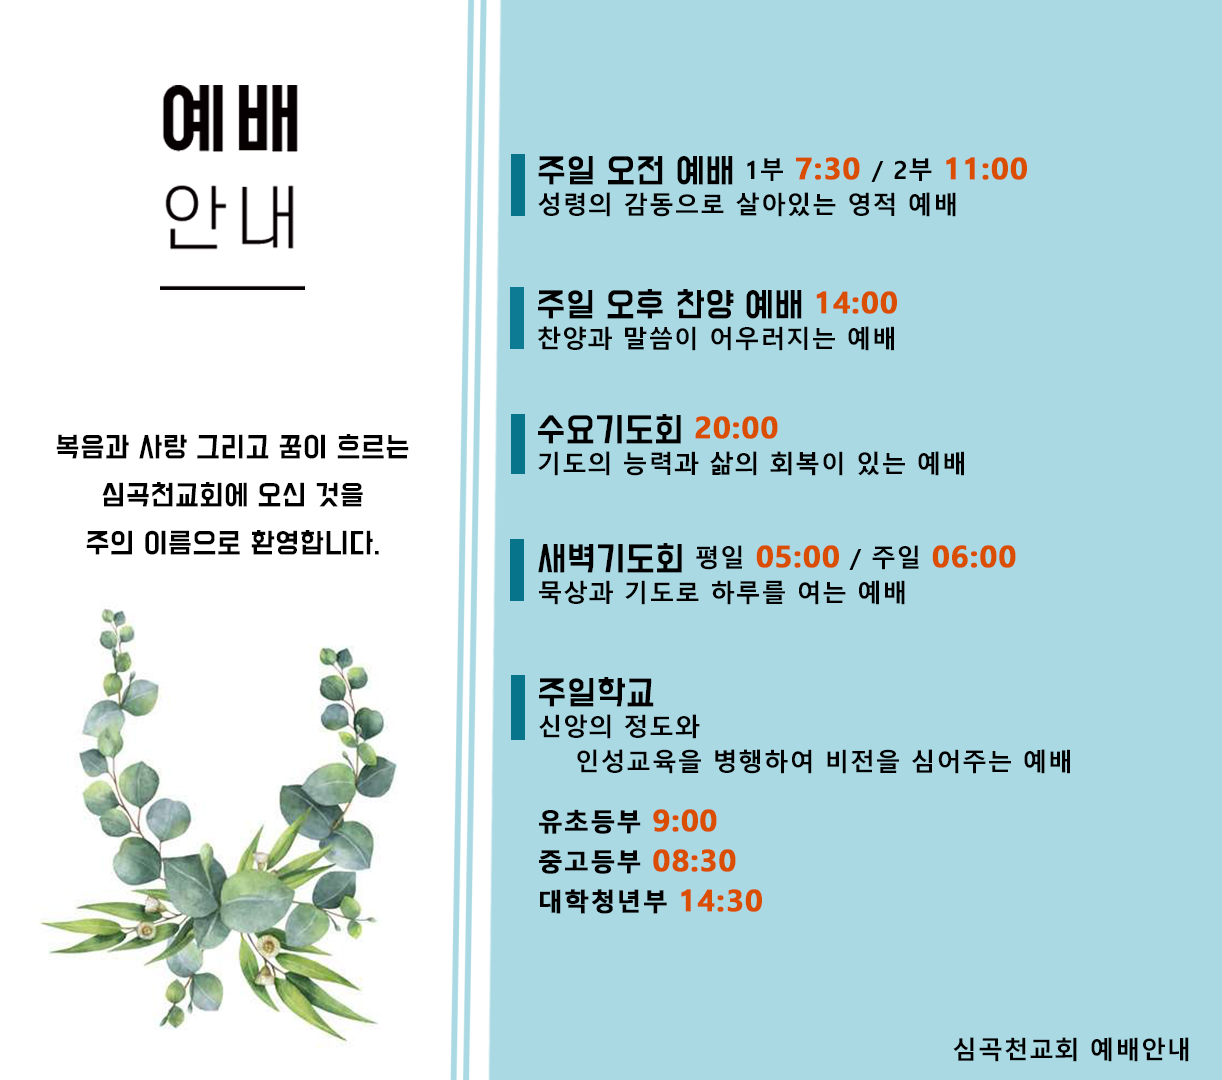 예배
안내
복음과 사랑 그리고 꿈이 흐르는
심곡천교회에 오신 것을
주의 이름으로 환영합니다.
주일 오전 예배 1부 7:30 / 2부 11:00
성령의 감동으로 살아있는 영적 예배
주일 오후 찬양 예배 14:00
찬양과 말씀이 어우러지는 예배
수요기도회 20:00
기도의 능력과 삶의 회복이 있는 예배
새벽기도회 평일 05:00 / 주일 06:00
묵상과 기도로 하루를 여는 예배
주일학교
신앙의 정도와
인성교육을 병행하여 비전을 심어주는 예배
유초등부 9:00
중고등부 08:30
대학청년부 14:30
심곡천교회 예배안내